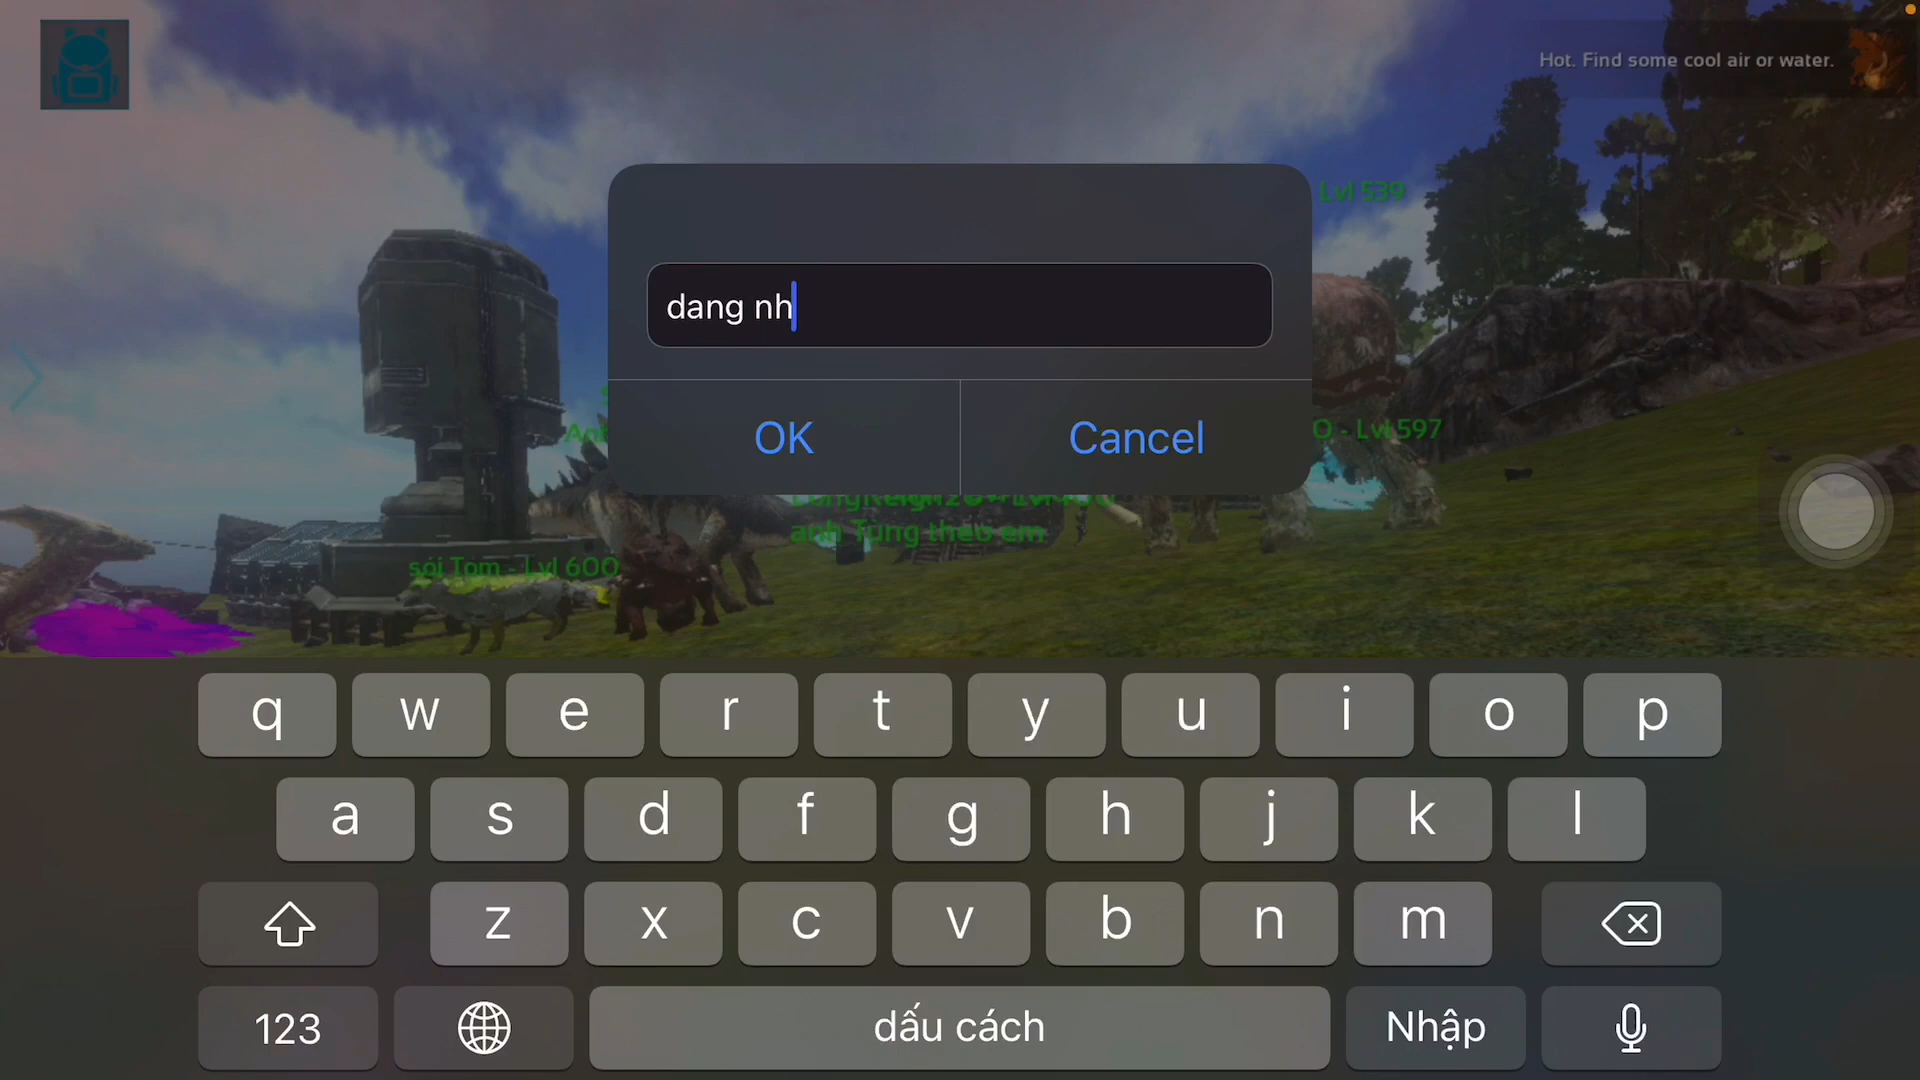 Hot. Find some cool air or water.
Lvl 539
dang nh
OK
Cancel
O - Lvl 597
anh Tùng theo em
sói Tom - Lvl 600
q w e r t y u i o p
a s d f g h j k l
z x c v b n m
123
dấu cách
Nhập